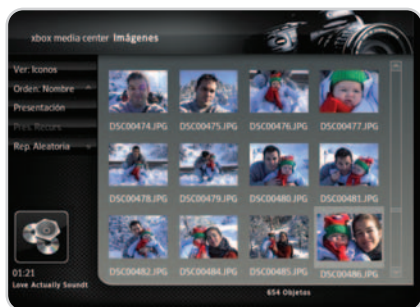 xbox media center Imágenes
Ver: Iconos
Orden: Nombre
Presentación
Pres. Recurs.
Rep. Aleatoria
DSC00474.JPG DSC00475.JPG DSC00476.JPG DSC00477.JPG
DSC00478.JPG DSC00479.JPG DSC00480.JPG DSC00481.JPG
DSC00482.JPG DSC00484.JPG DSC00485.JPG DSC00486.JPG
01:21
Love Actually Soundt
654 Objetos